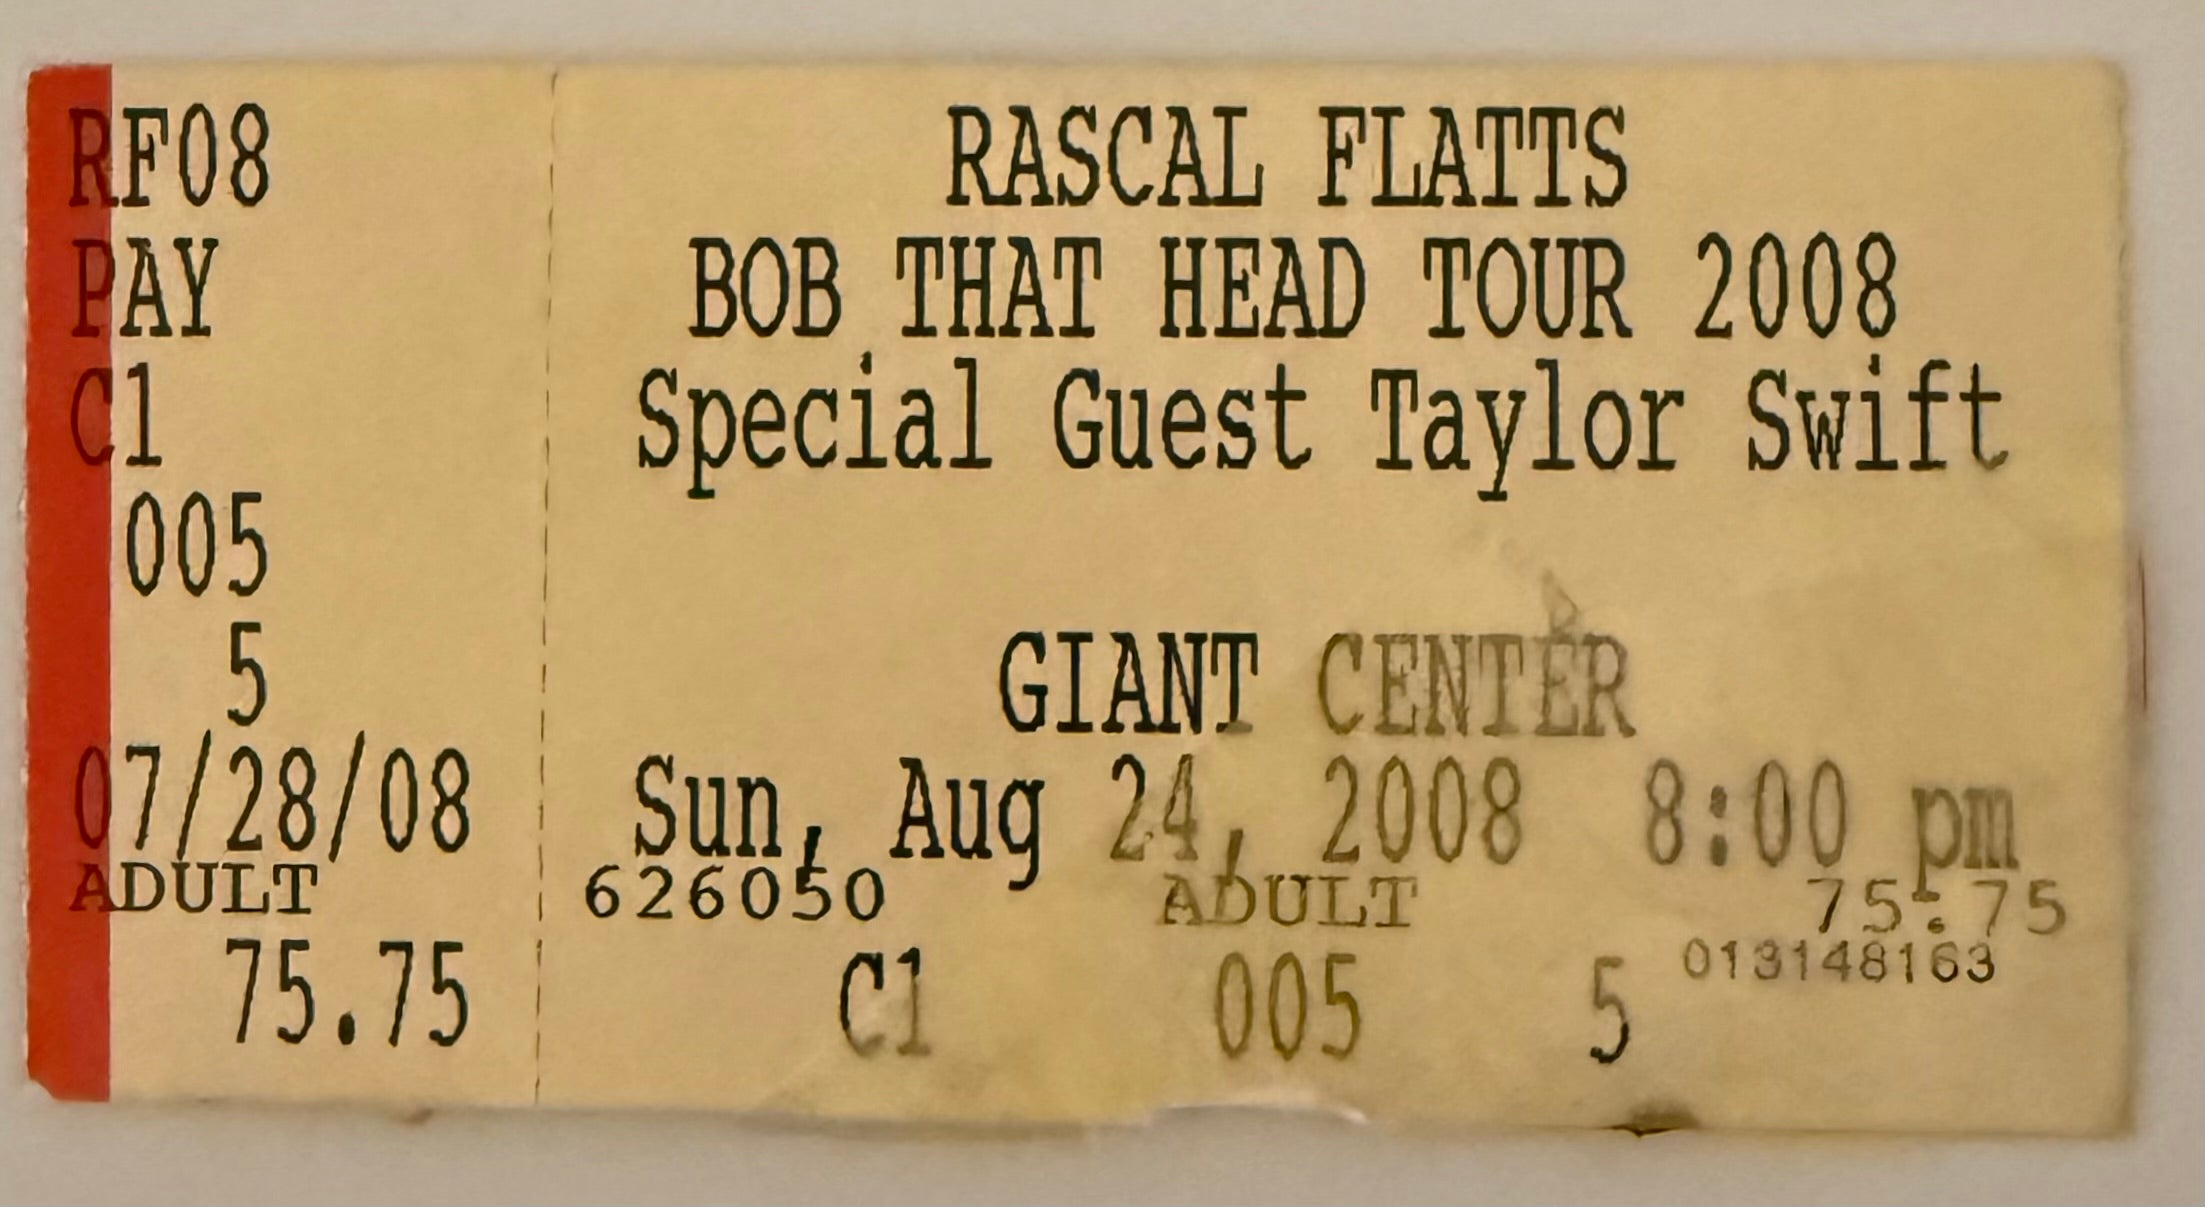 RF08
PAY
C1
005
5
07/28/08
ADULT
75.75
RASCAL FLATTS
BOB THAT HEAD TOUR 2008
Special Guest Taylor Swift
GIANT CENTER
Sun, Aug 24, 2008 8:00 pm
626050 ADULT 75.75
013148163
C1 005 5